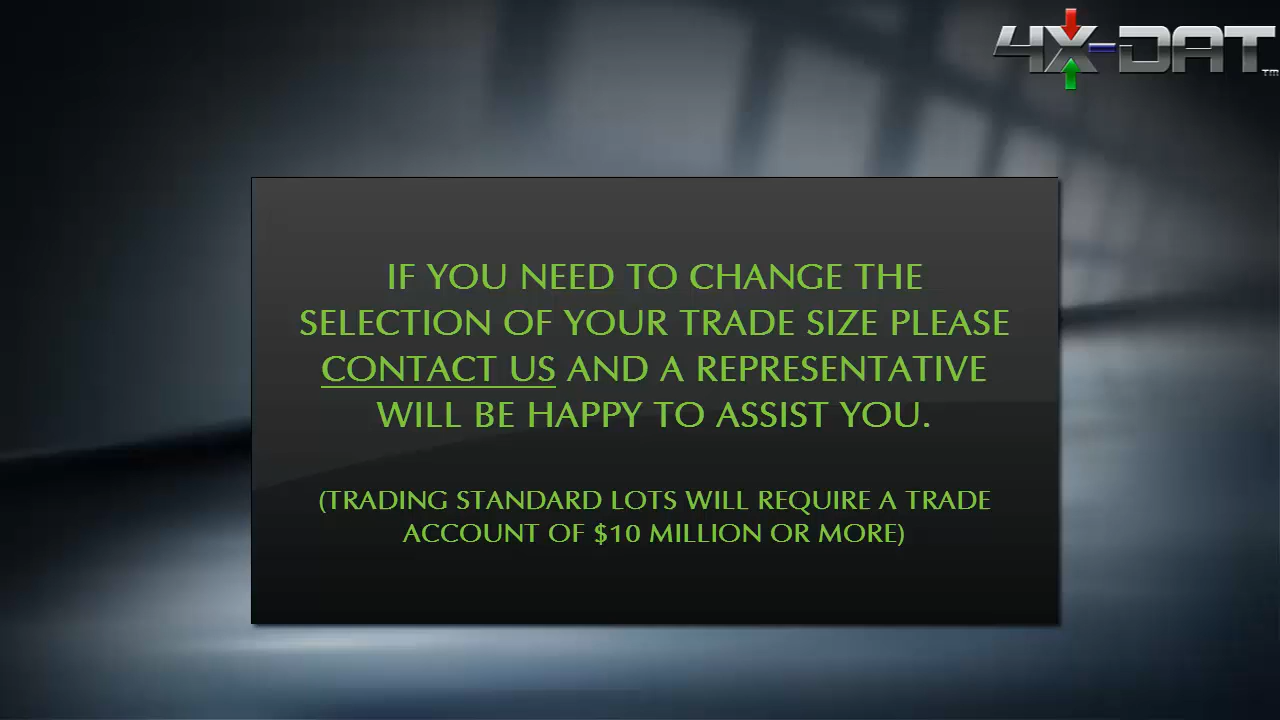 4X-DAT™
IF YOU NEED TO CHANGE THE
SELECTION OF YOUR TRADE SIZE PLEASE
CONTACT US AND A REPRESENTATIVE
WILL BE HAPPY TO ASSIST YOU.
(TRADING STANDARD LOTS WILL REQUIRE A TRADE
ACCOUNT OF $10 MILLION OR MORE)